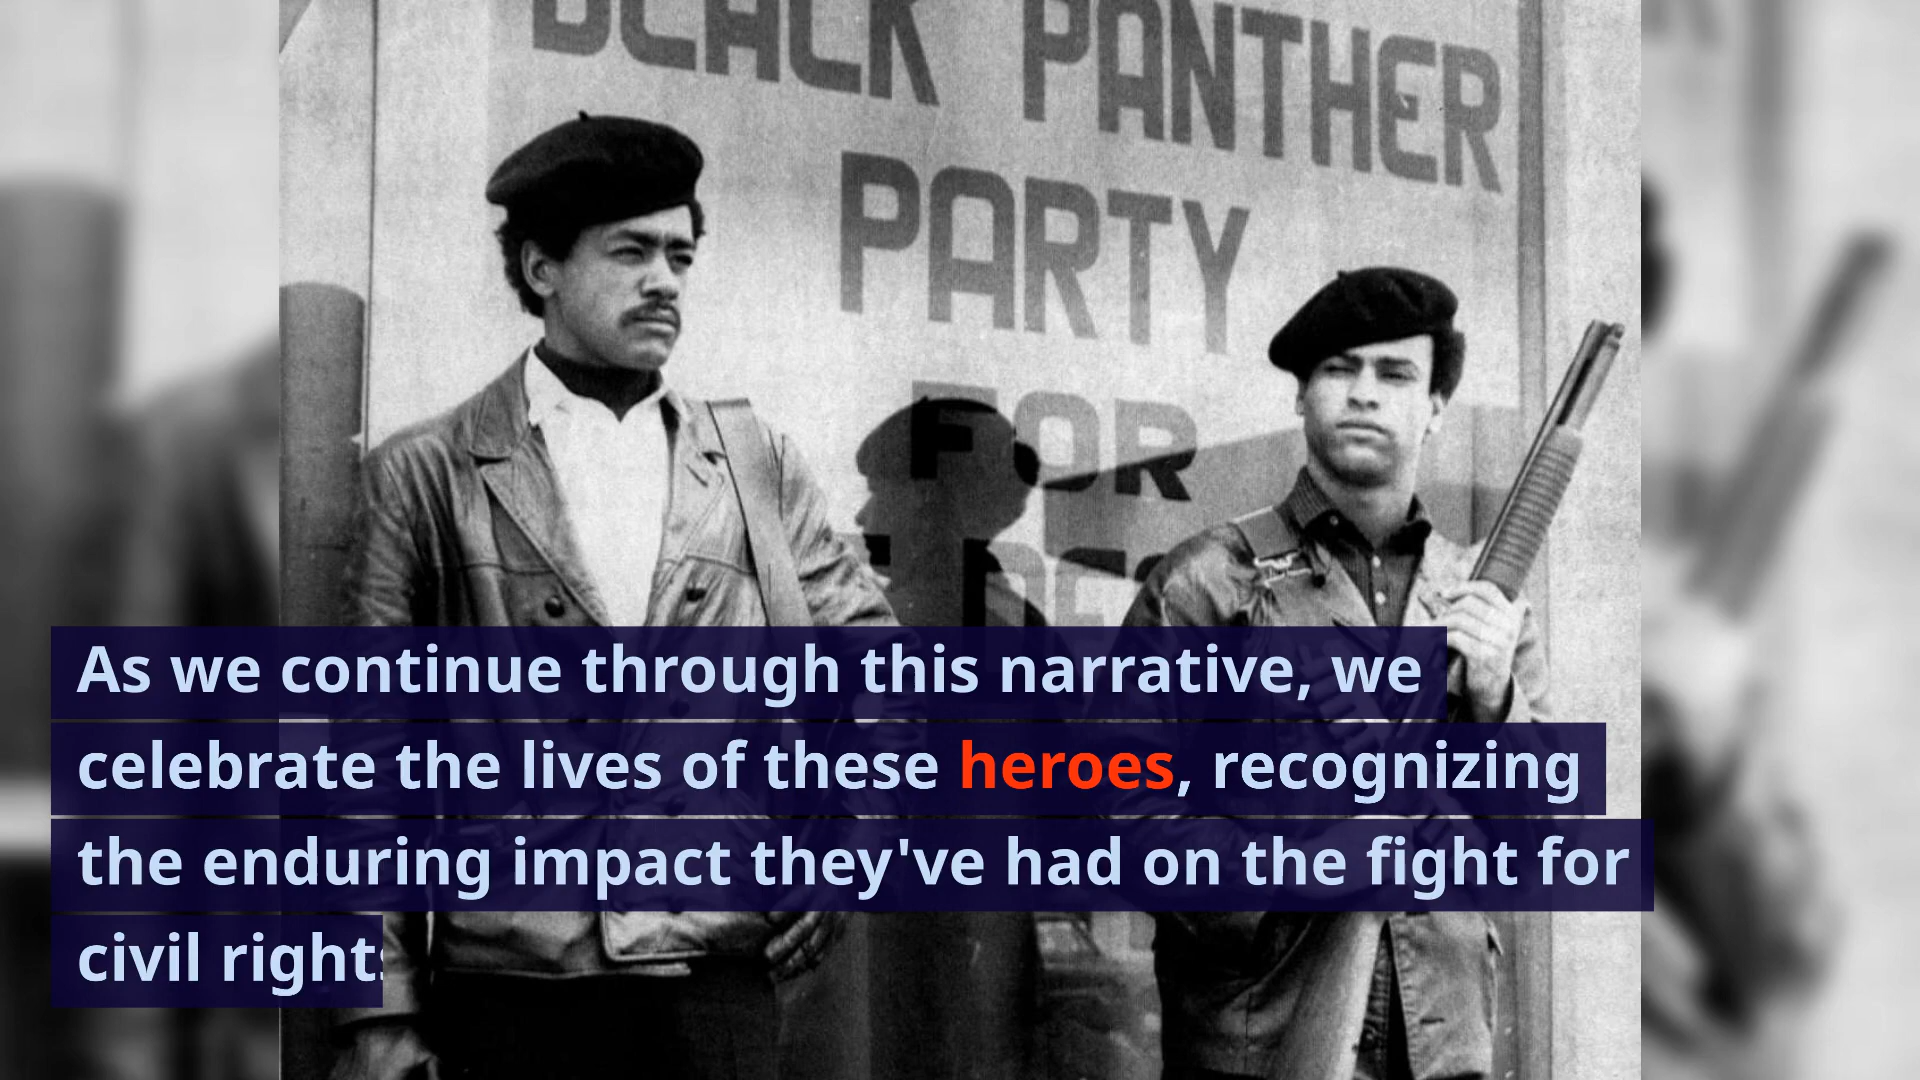 BLACK PANTHER
PARTY
FOR
As we continue through this narrative, we
celebrate the lives of these heroes, recognizing
the enduring impact they've had on the fight for
civil rights